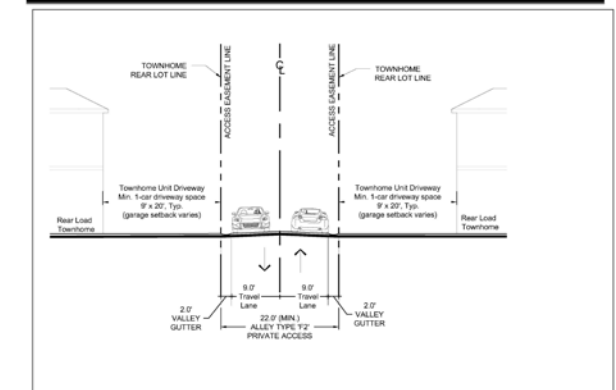 TOWNHOME
REAR LOT LINE
ACCESS EASEMENT LINE
CL
ACCESS EASEMENT LINE
TOWNHOME
REAR LOT LINE
Townhome Unit Driveway
Min. 1-car driveway space
9' x 20', Typ.
(garage setback varies)
Townhome Unit Driveway
Min. 1-car driveway space
9' x 20', Typ.
(garage setback varies)
Rear Load
Townhome
Rear Load
Townhome
9.0'
Travel
Lane
9.0'
Travel
Lane
2.0'
VALLEY
GUTTER
2.0'
VALLEY
GUTTER
22.0' (MIN.)
ALLEY TYPE 'F2'
PRIVATE ACCESS